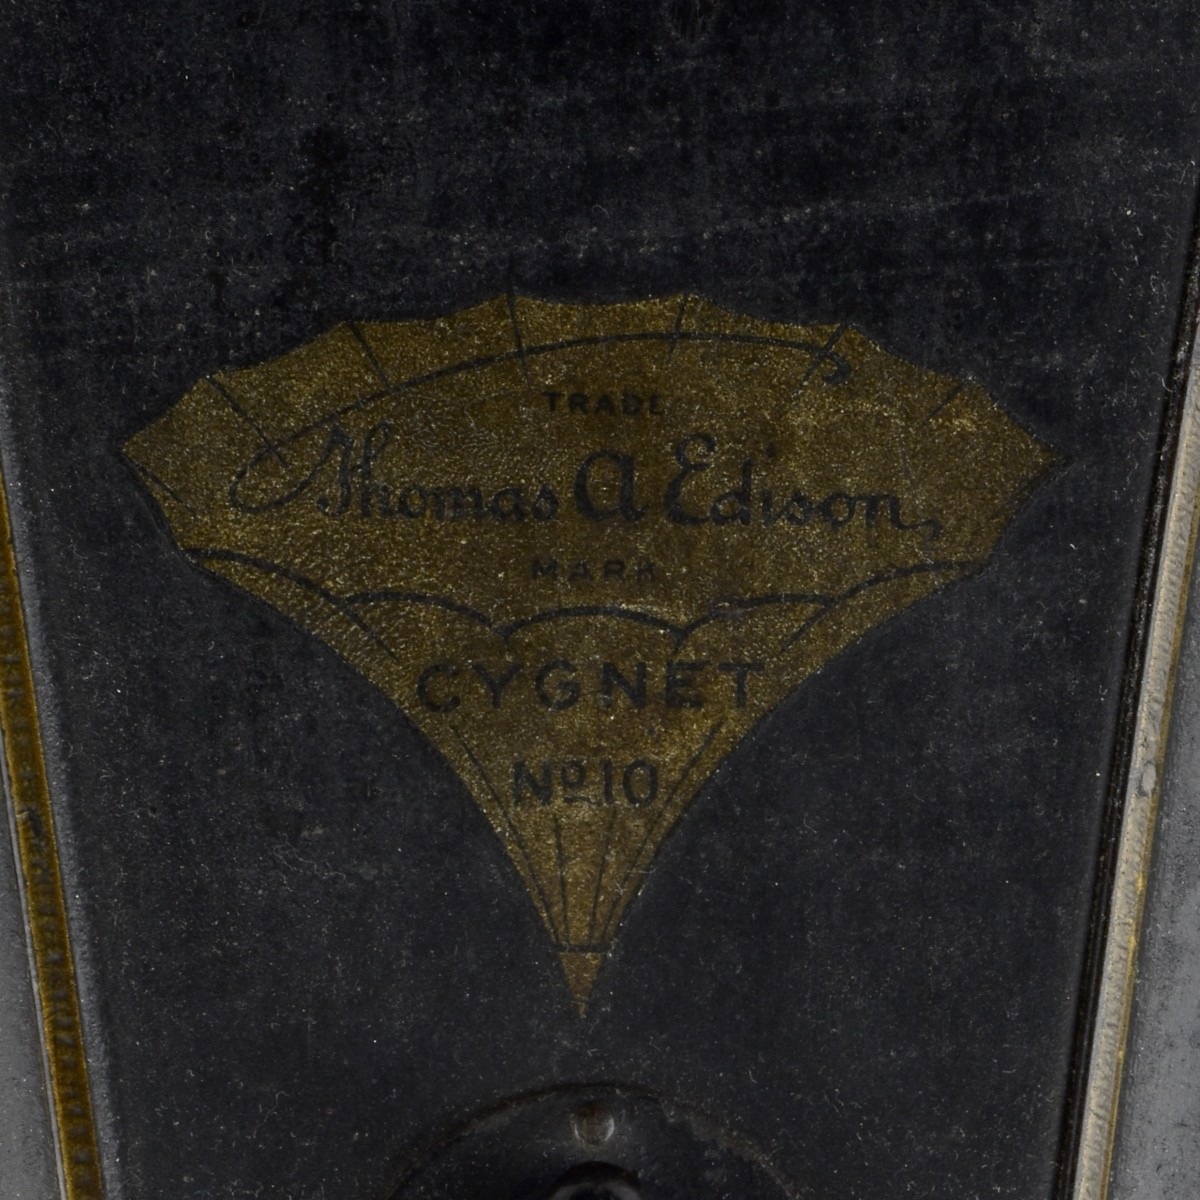 TRADE
Thomas A Edison
MARK
CYGNET
Nº10